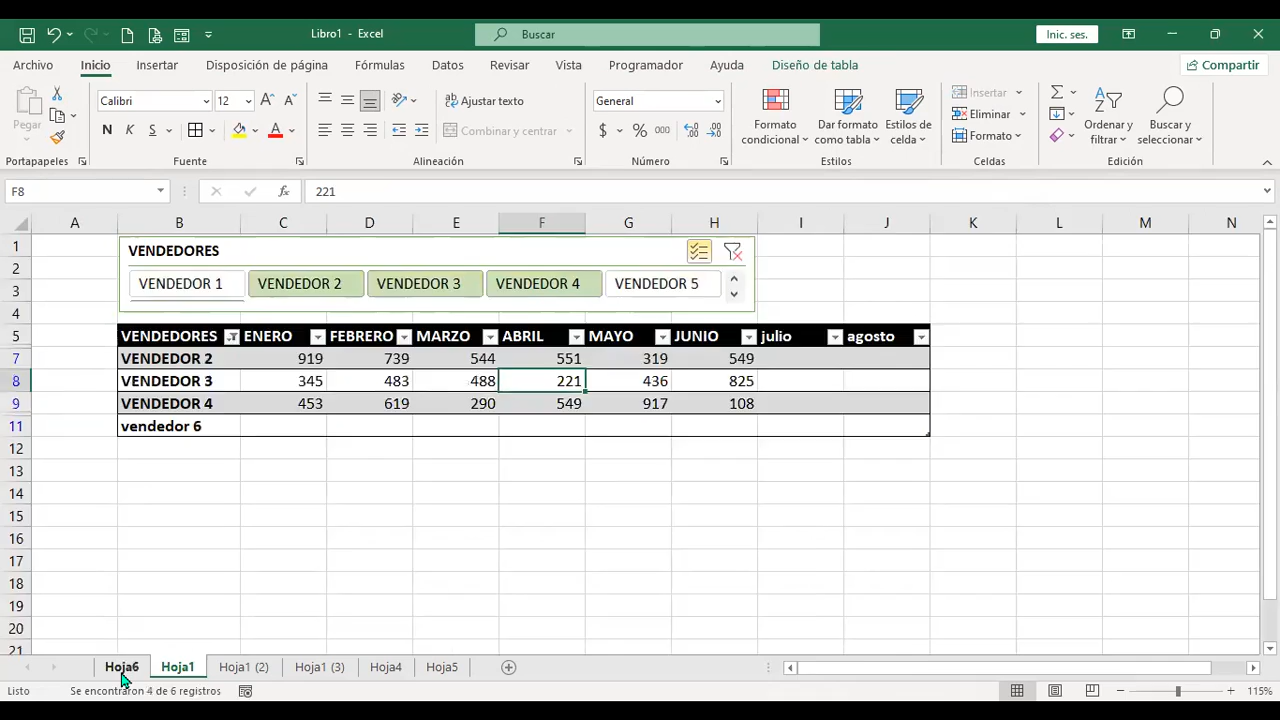 Libro1 - Excel
Buscar
Inic. ses.
Archivo Inicio Insertar Disposición de página Fórmulas Datos Revisar Vista Programador Ayuda Diseño de tabla Compartir
Pegar
Calibri 12
N K S A
Ajustar texto
Combinar y centrar
General
$ % 000
Formato condicional
Dar formato como tabla
Estilos de celda
Insertar
Eliminar
Formato
Ordenar y filtrar
Buscar y seleccionar
Portapapeles Fuente Alineación Número Estilos Celdas Edición
F8 fx 221
A B C D E F G H I J K L M N
1 VENDEDORES
2
3 VENDEDOR 1 VENDEDOR 2 VENDEDOR 3 VENDEDOR 4 VENDEDOR 5
4
5 VENDEDORES ENERO FEBRERO MARZO ABRIL MAYO JUNIO julio agosto
7 VENDEDOR 2 919 739 544 551 319 549
8 VENDEDOR 3 345 483 488 221 436 825
9 VENDEDOR 4 453 619 290 549 917 108
11 vendedor 6
12
13
14
15
16
17
18
19
20
21
Hoja6 Hoja1 Hoja1 (2) Hoja1 (3) Hoja4 Hoja5
Listo Se encontraron 4 de 6 registros 115%